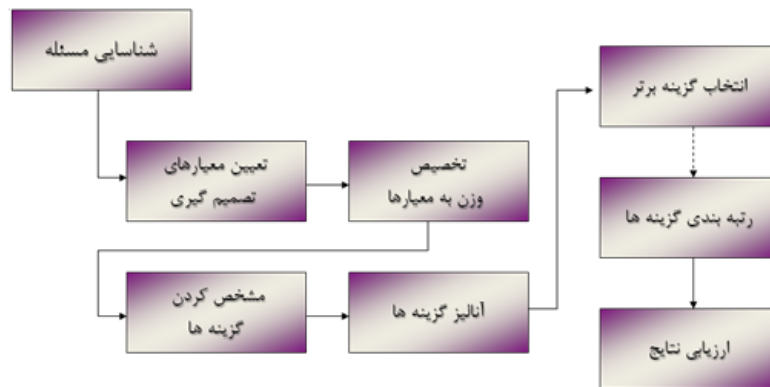 شناسایی مسئله
تعیین معیارهای
تصمیم گیری
تخصیص
وزن به معیارها
مشخص کردن
گزینه ها
آنالیز گزینه ها
انتخاب گزینه برتر
رتبه بندی گزینه ها
ارزیابی نتایج